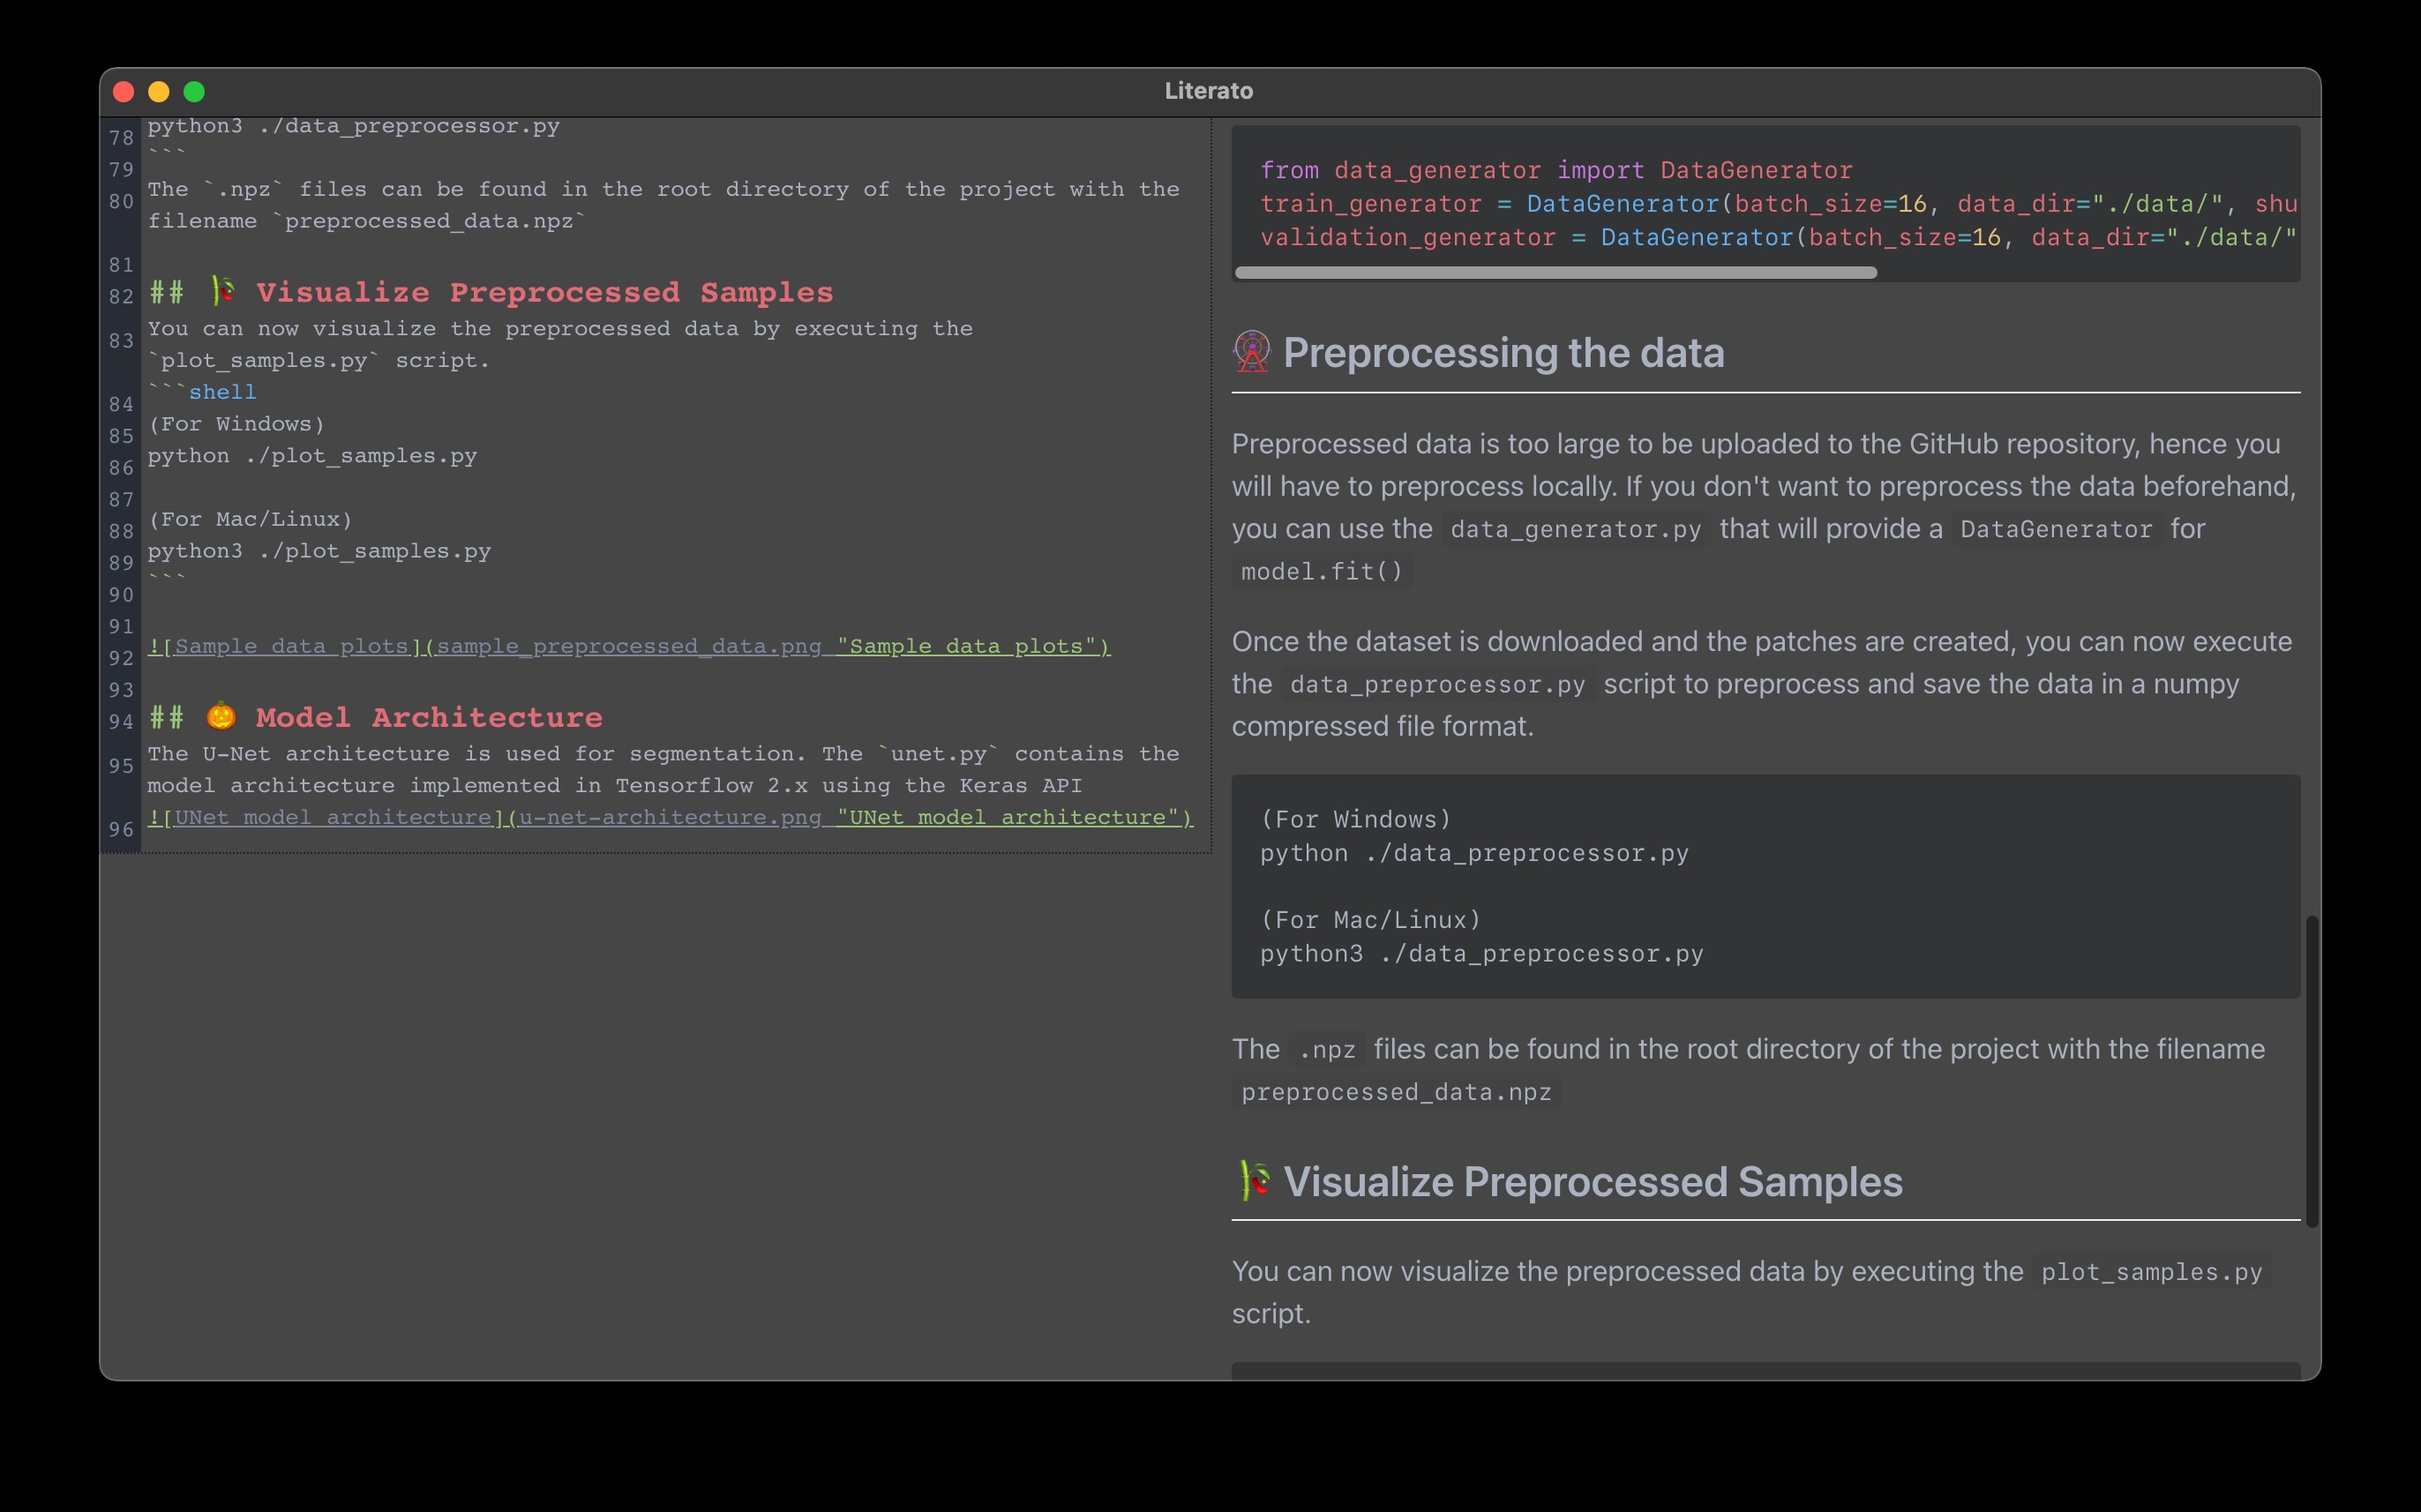 Literato
78 python3 ./data_preprocessor.py
79 ```
80 The `.npz` files can be found in the root directory of the project with the
filename `preprocessed_data.npz`
81
82 ## 🎋 Visualize Preprocessed Samples
83 You can now visualize the preprocessed data by executing the
`plot_samples.py` script.
84 ```shell
85 (For Windows)
86 python ./plot_samples.py
87
88 (For Mac/Linux)
89 python3 ./plot_samples.py
90 ```
91
92 ![Sample data plots](sample_preprocessed_data.png "Sample data plots")
93
94 ## 🎃 Model Architecture
95 The U-Net architecture is used for segmentation. The `unet.py` contains the
model architecture implemented in Tensorflow 2.x using the Keras API
96 ![UNet model architecture](u-net-architecture.png "UNet model architecture")
from data_generator import DataGenerator
train_generator = DataGenerator(batch_size=16, data_dir="./data/", shu
validation_generator = DataGenerator(batch_size=16, data_dir="./data/"
🎡 Preprocessing the data
Preprocessed data is too large to be uploaded to the GitHub repository, hence you
will have to preprocess locally. If you don't want to preprocess the data beforehand,
you can use the data_generator.py that will provide a DataGenerator for
model.fit()
Once the dataset is downloaded and the patches are created, you can now execute
the data_preprocessor.py script to preprocess and save the data in a numpy
compressed file format.
(For Windows)
python ./data_preprocessor.py
(For Mac/Linux)
python3 ./data_preprocessor.py
The .npz files can be found in the root directory of the project with the filename
preprocessed_data.npz
🎋 Visualize Preprocessed Samples
You can now visualize the preprocessed data by executing the plot_samples.py
script.